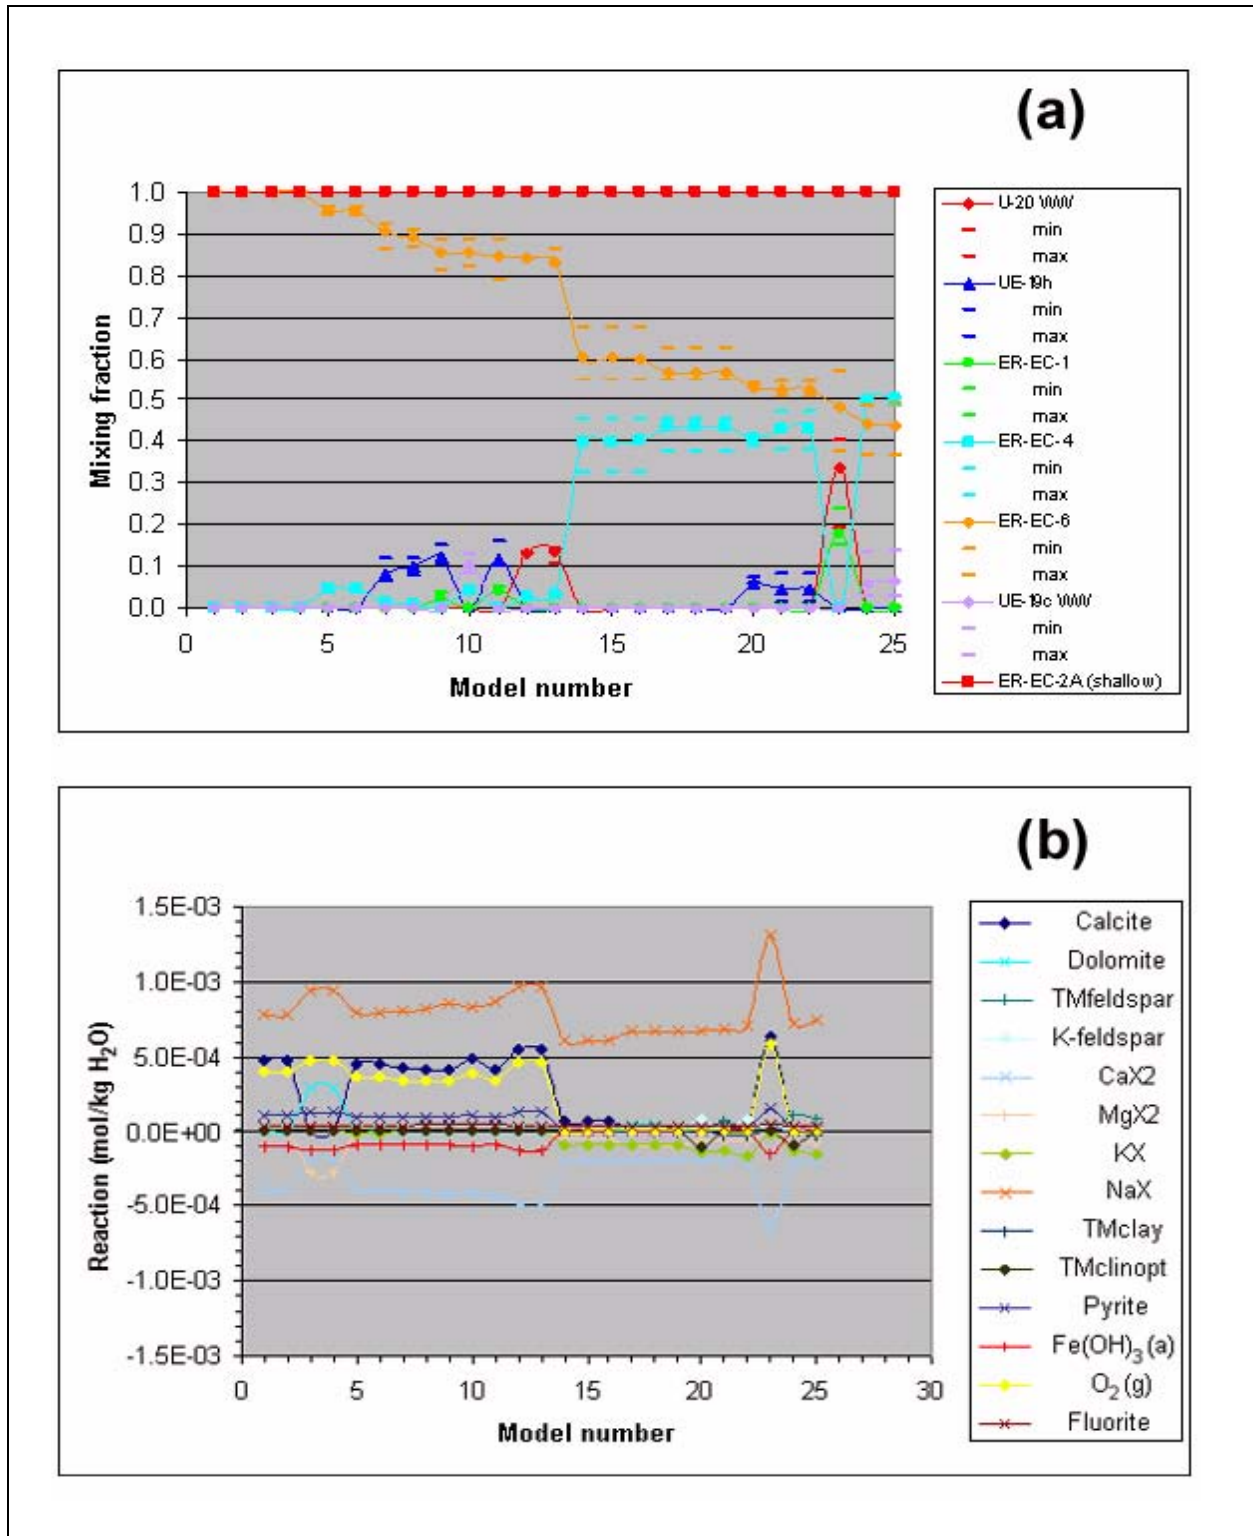 (a)
1.0
0.9
0.8
0.7
0.6
0.5
0.4
0.3
0.2
0.1
0.0
Mixing fraction
0 5 10 15 20 25
Model number
U-20 WW
min
max
UE-19h
min
max
ER-EC-1
min
max
ER-EC-4
min
max
ER-EC-6
min
max
UE-19c WW
min
max
ER-EC-2A (shallow)
(b)
1.5E-03
1.0E-03
5.0E-04
0.0E+00
-5.0E-04
-1.0E-03
-1.5E-03
Reaction (mol/kg H₂O)
0 5 10 15 20 25 30
Model number
Calcite
Dolomite
TMfeldspar
K-feldspar
CaX2
MgX2
KX
NaX
TMclay
TMclinopt
Pyrite
Fe(OH)₃(a)
O₂(g)
Fluorite